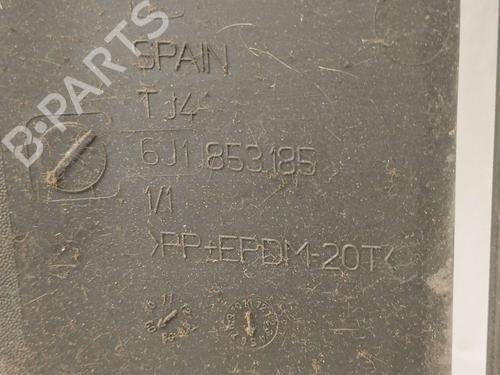 B-PARTS
SPAIN
TJ4
6J1 853.185
1/1
>PP+EPDM-20T<